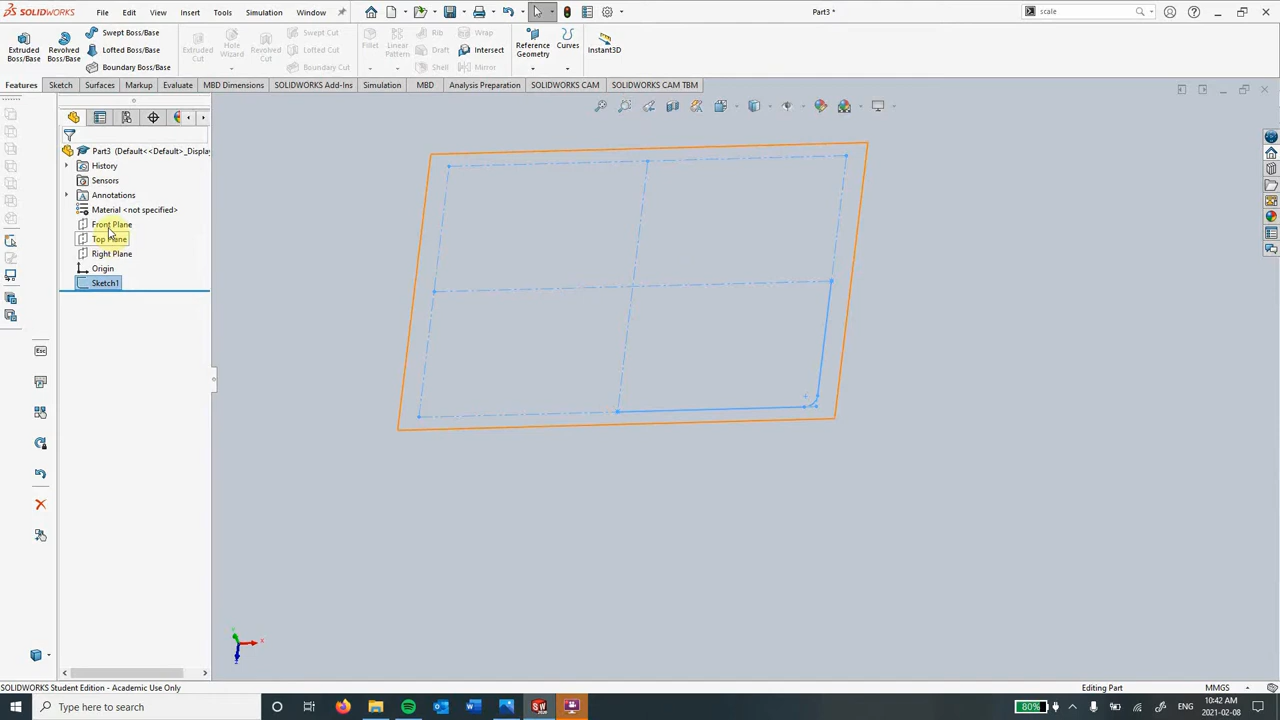 SOLIDWORKS File Edit View Insert Tools Simulation Window Part3 * scale
Extruded Boss/Base
Revolved Boss/Base
Swept Boss/Base
Lofted Boss/Base
Boundary Boss/Base
Extruded Cut
Hole Wizard
Revolved Cut
Swept Cut
Lofted Cut
Boundary Cut
Fillet
Linear Pattern
Rib
Draft
Shell
Wrap
Intersect
Mirror
Reference Geometry
Curves
Instant3D
Features Sketch Surfaces Markup Evaluate MBD Dimensions SOLIDWORKS Add-Ins Simulation MBD Analysis Preparation SOLIDWORKS CAM SOLIDWORKS CAM TBM
Part3 (Default<<Default>_Display
History
Sensors
Annotations
Material <not specified>
Front Plane
Top Plane
Right Plane
Origin
Sketch1
Esc
x
SOLIDWORKS Student Edition - Academic Use Only Editing Part MMGS
Type here to search 80% ENG 10:42 AM
2021-02-08